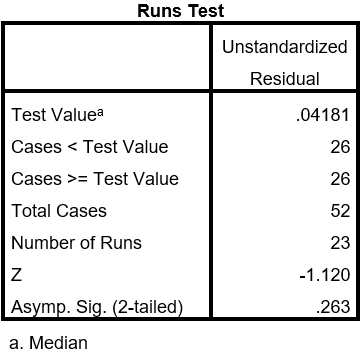 Runs Test
Unstandardized
Residual
Test Valueᵃ .04181
Cases < Test Value 26
Cases >= Test Value 26
Total Cases 52
Number of Runs 23
Z -1.120
Asymp. Sig. (2-tailed) .263
a. Median